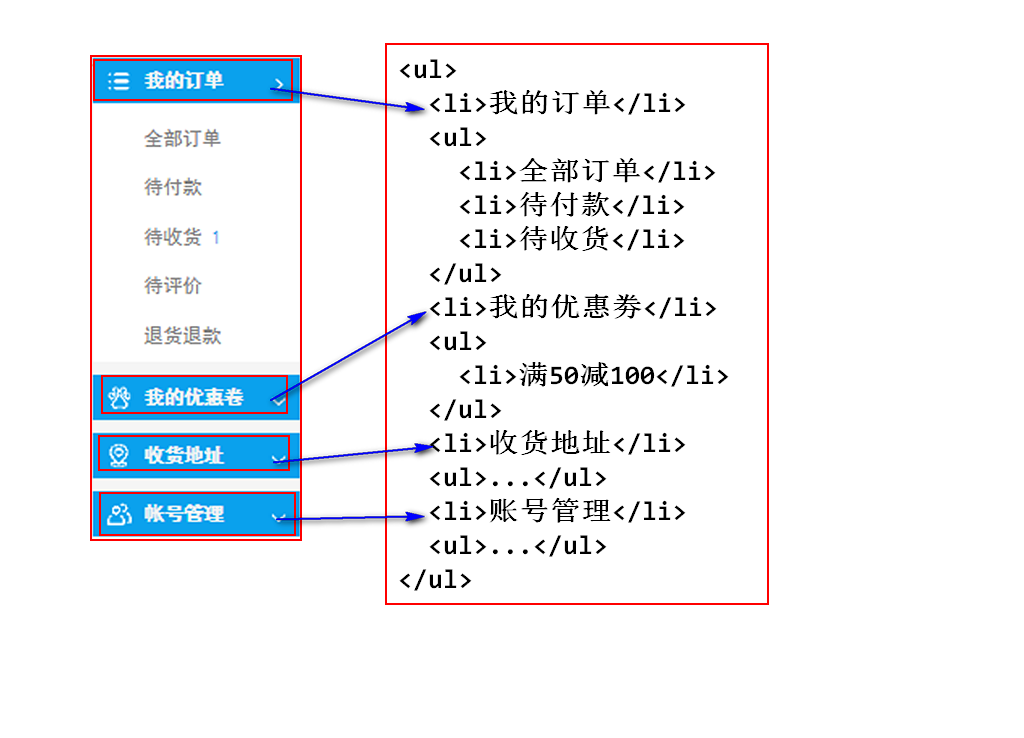 我的订单
全部订单
待付款
待收货 1
待评价
退货退款
我的优惠卷
收货地址
帐号管理
<ul>
<li>我的订单</li>
<ul>
<li>全部订单</li>
<li>待付款</li>
<li>待收货</li>
</ul>
<li>我的优惠劵</li>
<ul>
<li>满50减100</li>
</ul>
<li>收货地址</li>
<ul>...</ul>
<li>账号管理</li>
<ul>...</ul>
</ul>